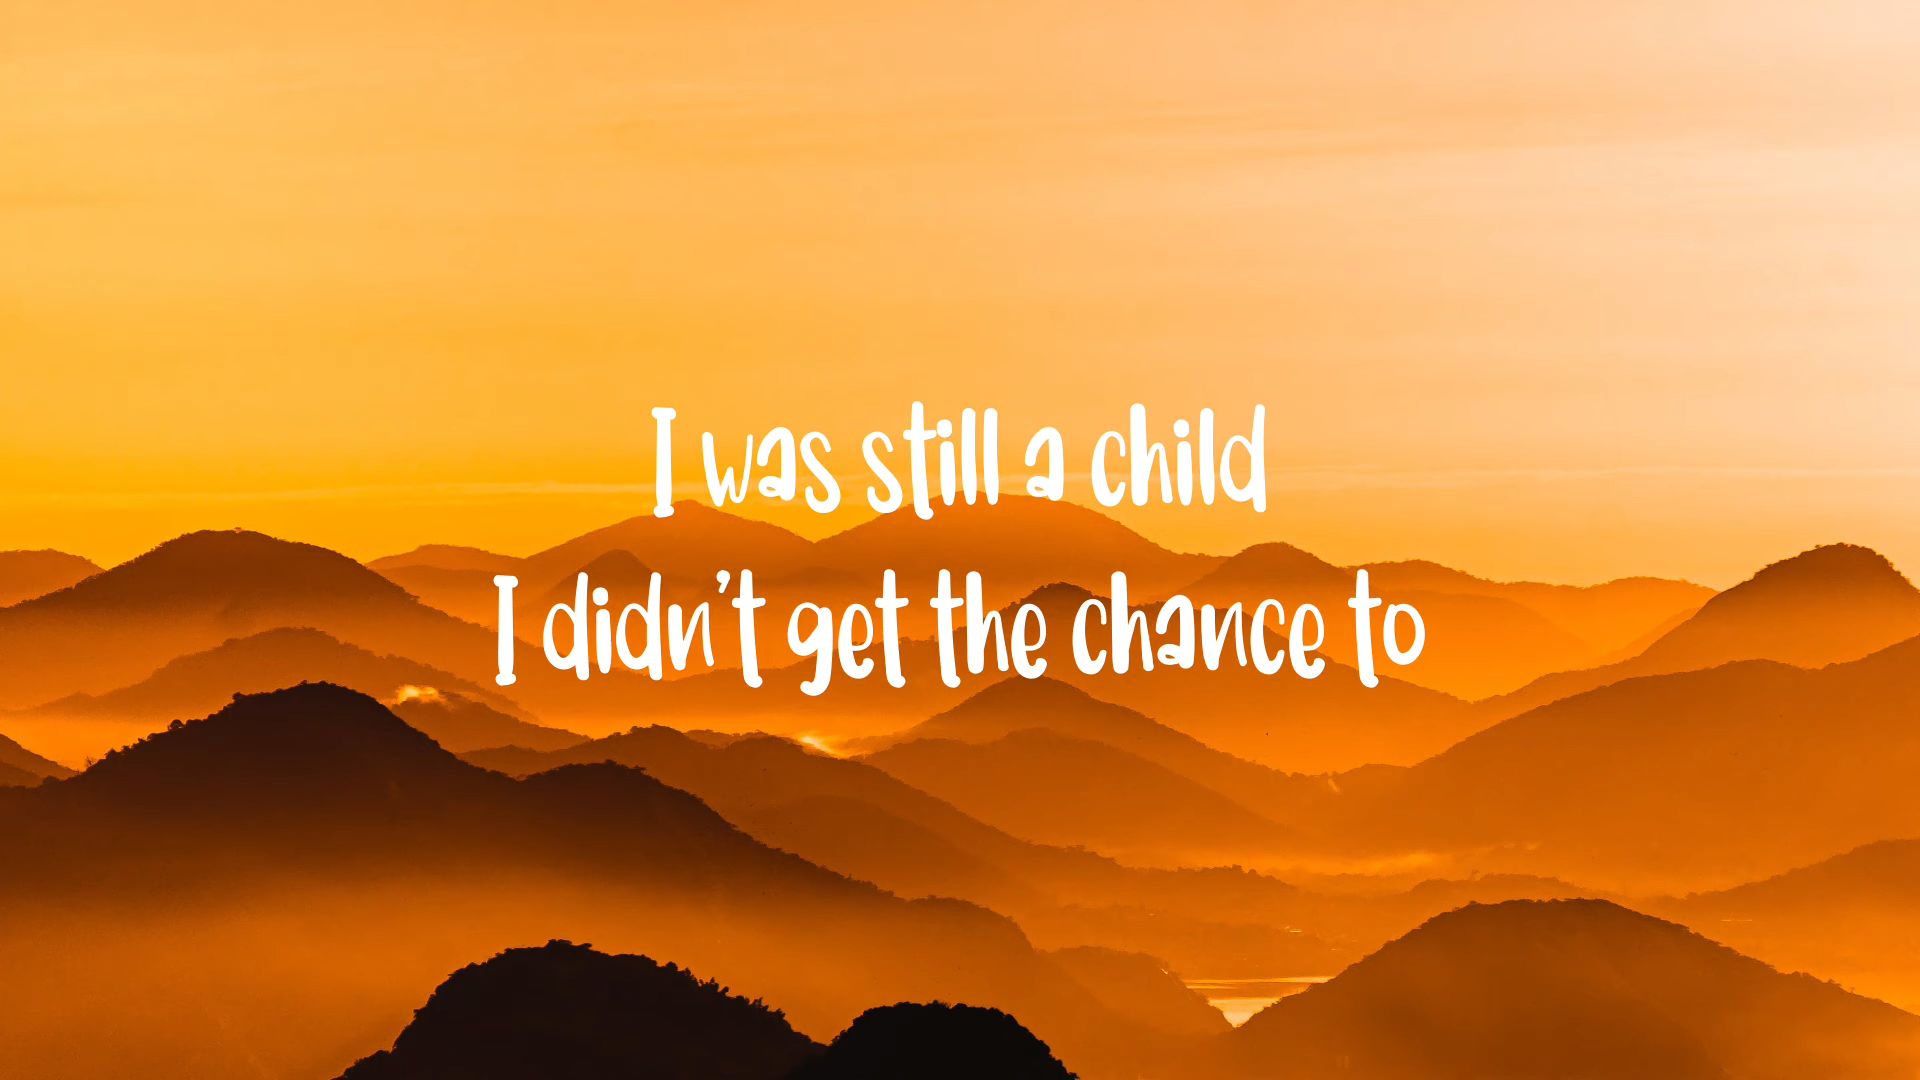 I was still a child
I didn't get the chance to